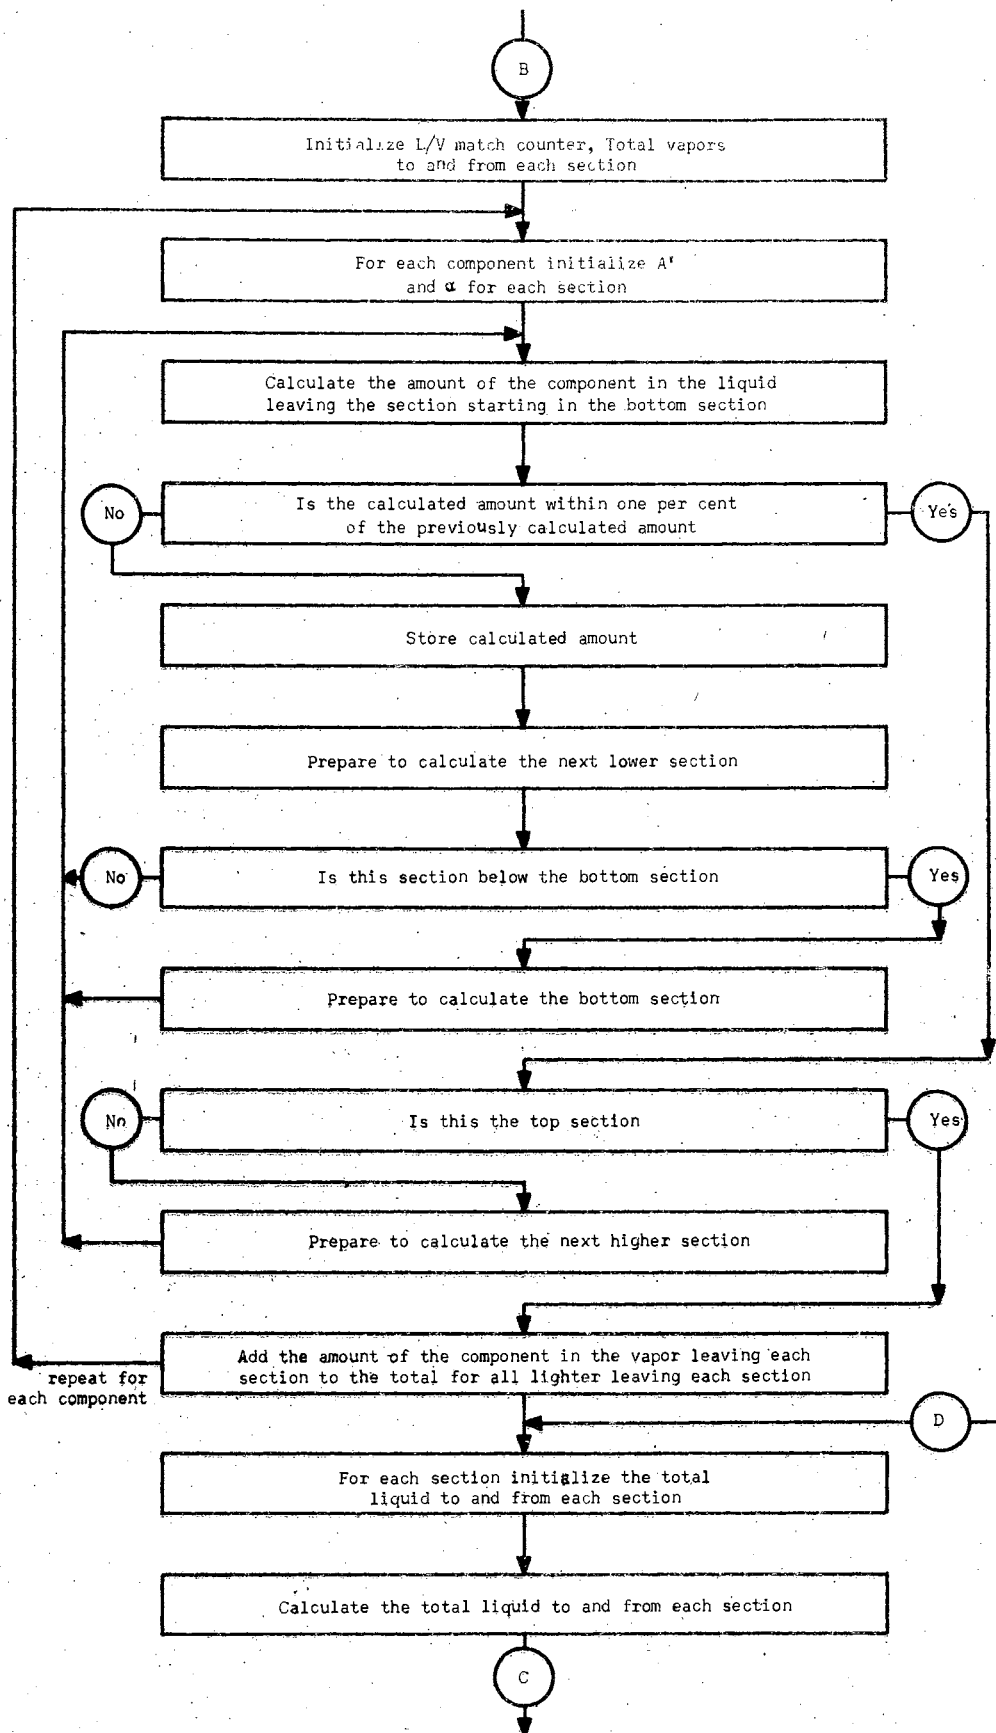 B
Initialize L/V match counter, Total vapors
to and from each section
For each component initialize A'
and α for each section
Calculate the amount of the component in the liquid
leaving the section starting in the bottom section
No
Is the calculated amount within one per cent
of the previously calculated amount
Yes
Store calculated amount
Prepare to calculate the next lower section
No
Is this section below the bottom section
Yes
Prepare to calculate the bottom section
No
Is this the top section
Yes
Prepare to calculate the next higher section
Add the amount of the component in the vapor leaving each
section to the total for all lighter leaving each section
repeat for
each component
D
For each section initialize the total
liquid to and from each section
Calculate the total liquid to and from each section
C